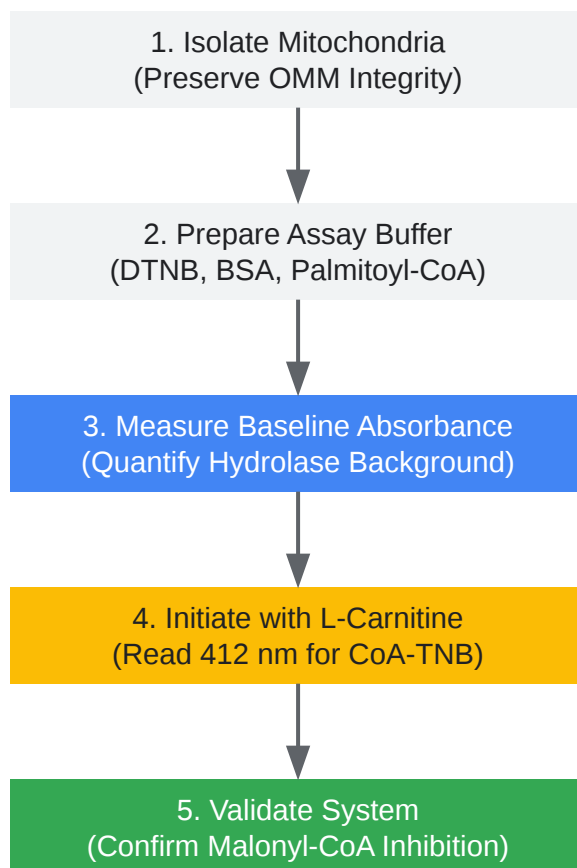 1. Isolate Mitochondria
(Preserve OMM Integrity)
2. Prepare Assay Buffer
(DTNB, BSA, Palmitoyl-CoA)
3. Measure Baseline Absorbance
(Quantify Hydrolase Background)
4. Initiate with L-Carnitine
(Read 412 nm for CoA-TNB)
5. Validate System
(Confirm Malonyl-CoA Inhibition)